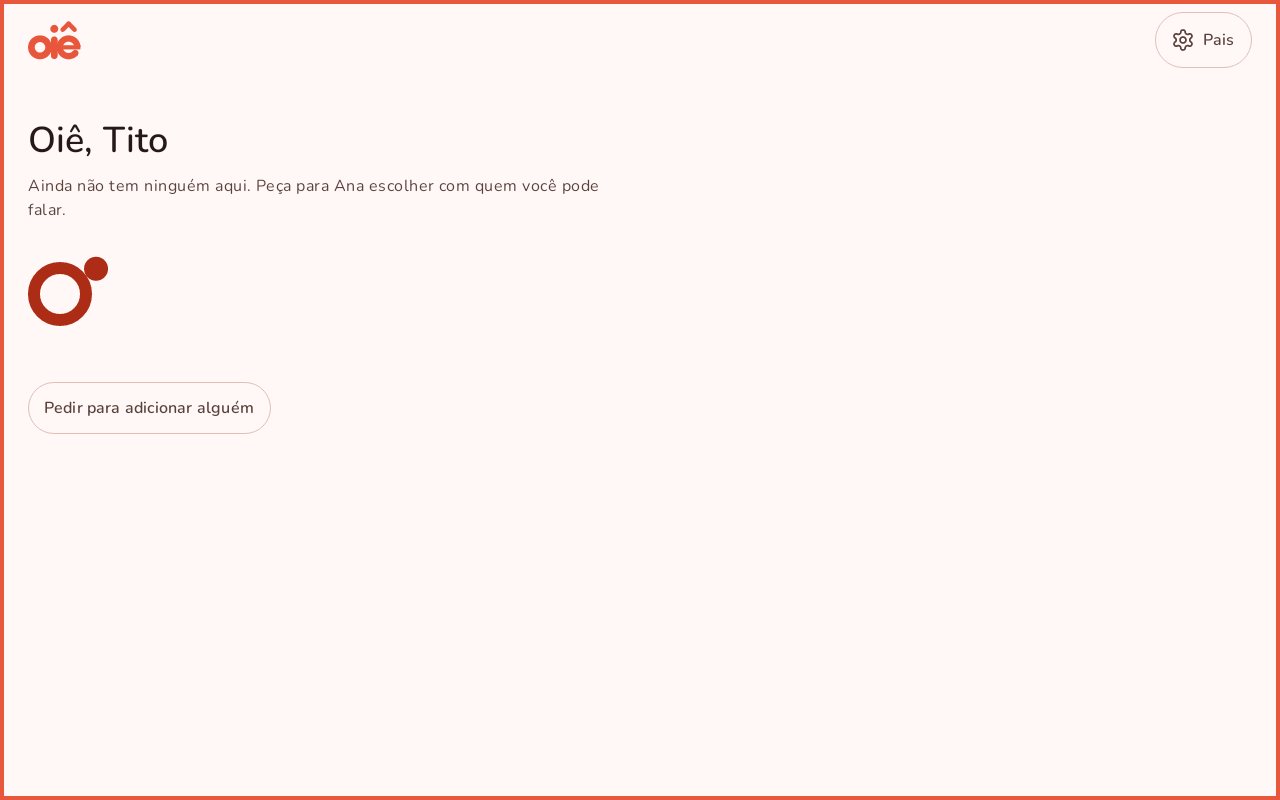 oiê
Pais
Oiê, Tito
Ainda não tem ninguém aqui. Peça para Ana escolher com quem você pode
falar.
Pedir para adicionar alguém